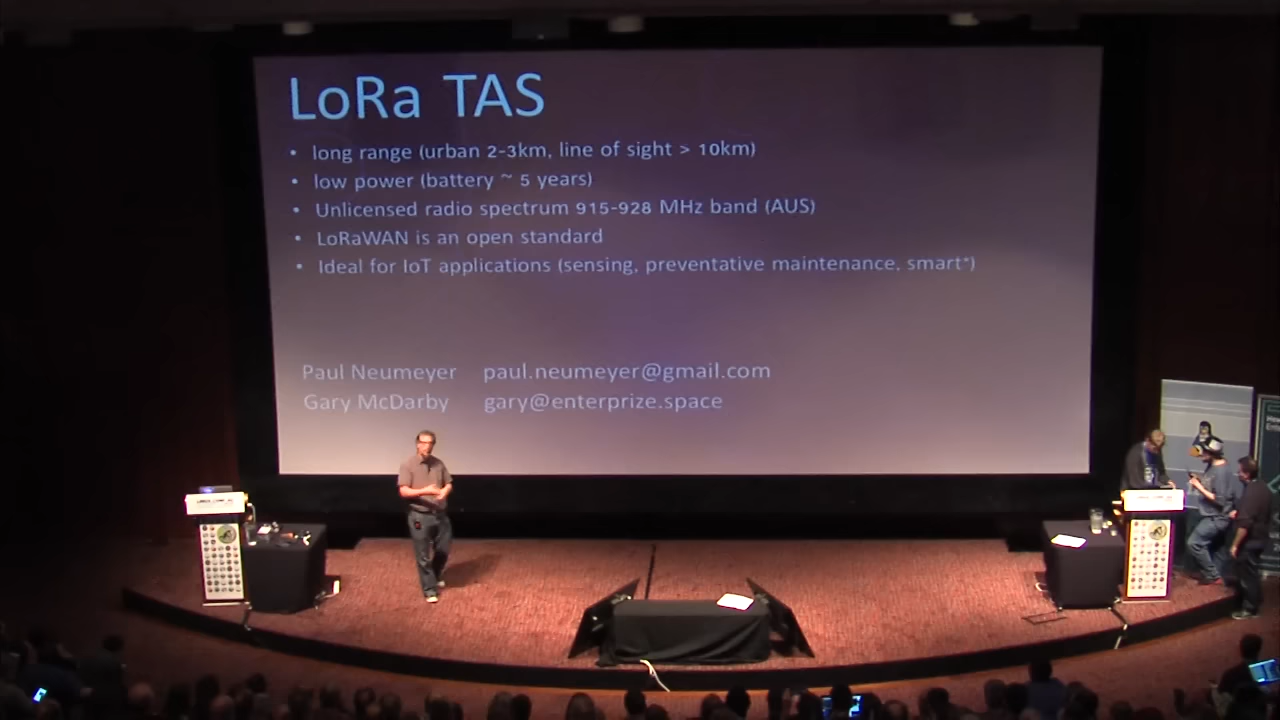 LoRa TAS
• long range (urban 2-3km, line of sight > 10km)
• low power (battery ~ 5 years)
• Unlicensed radio spectrum 915-928 MHz band (AUS)
• LoRaWAN is an open standard
• Ideal for IoT applications (sensing, preventative maintenance, smart*)
Paul Neumeyer paul.neumeyer@gmail.com
Gary McDarby gary@enterprize.space